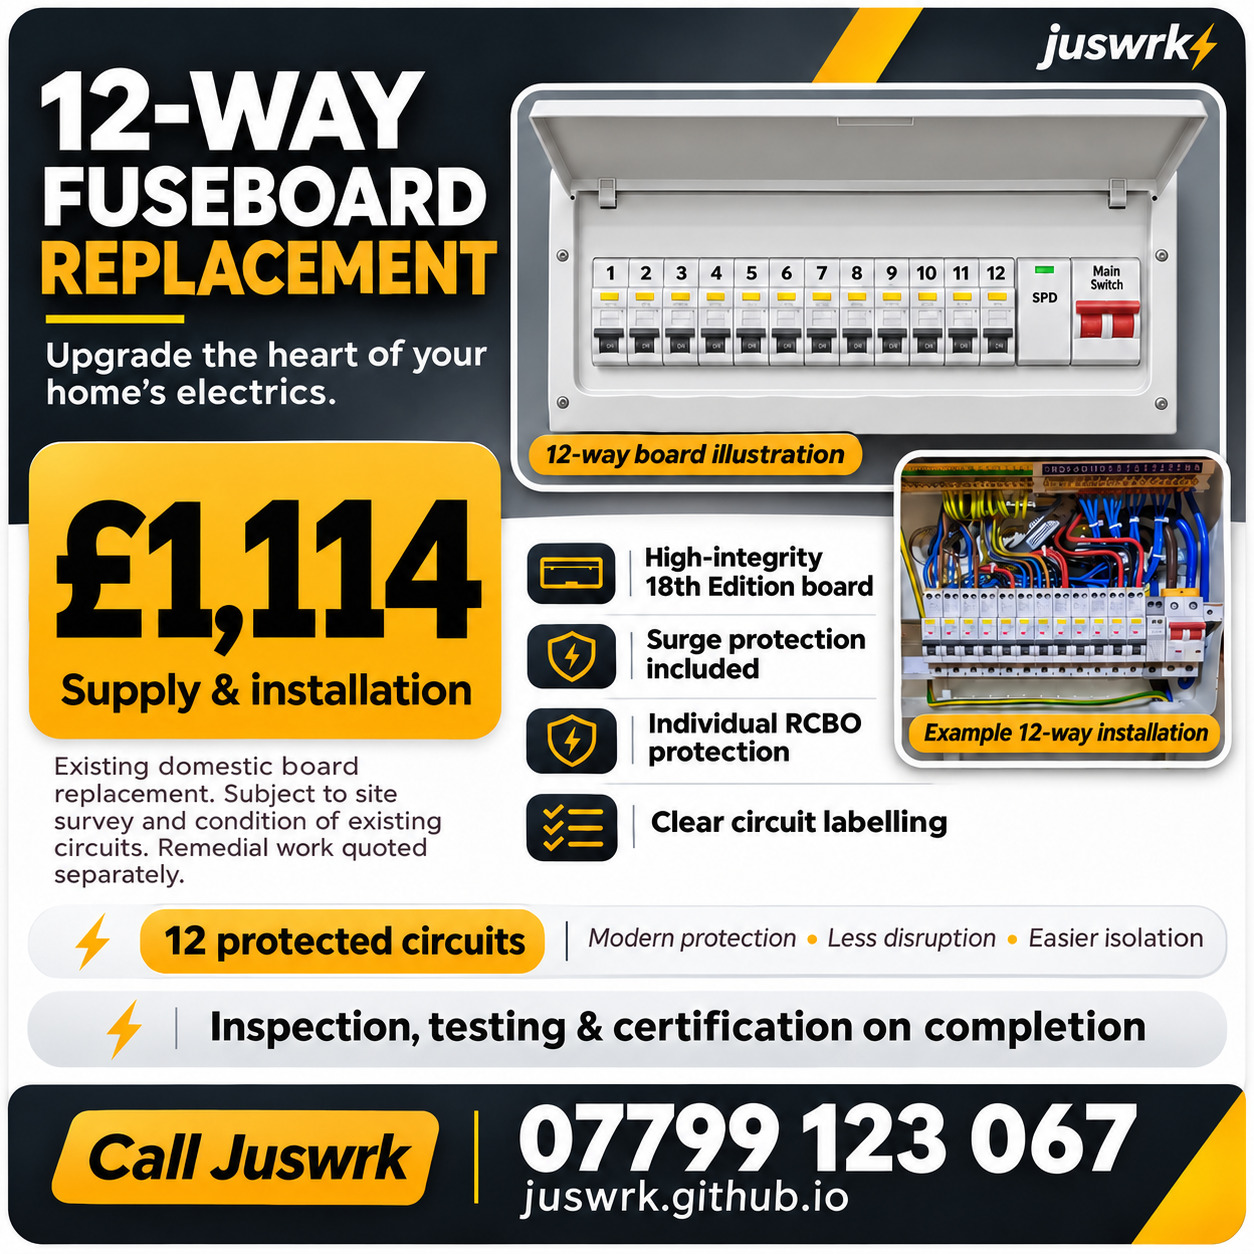 juswrk
12-WAY
FUSEBOARD
REPLACEMENT
Upgrade the heart of your
home's electrics.
1 2 3 4 5 6 7 8 9 10 11 12
SPD
Main
Switch
12-way board illustration
£1,114
Supply & installation
Existing domestic board
replacement. Subject to site
survey and condition of existing
circuits. Remedial work quoted
separately.
High-integrity
18th Edition board
Surge protection
included
Individual RCBO
protection
Clear circuit labelling
Example 12-way installation
12 protected circuits
Modern protection • Less disruption • Easier isolation
Inspection, testing & certification on completion
Call Juswrk
07799 123 067
juswrk.github.io